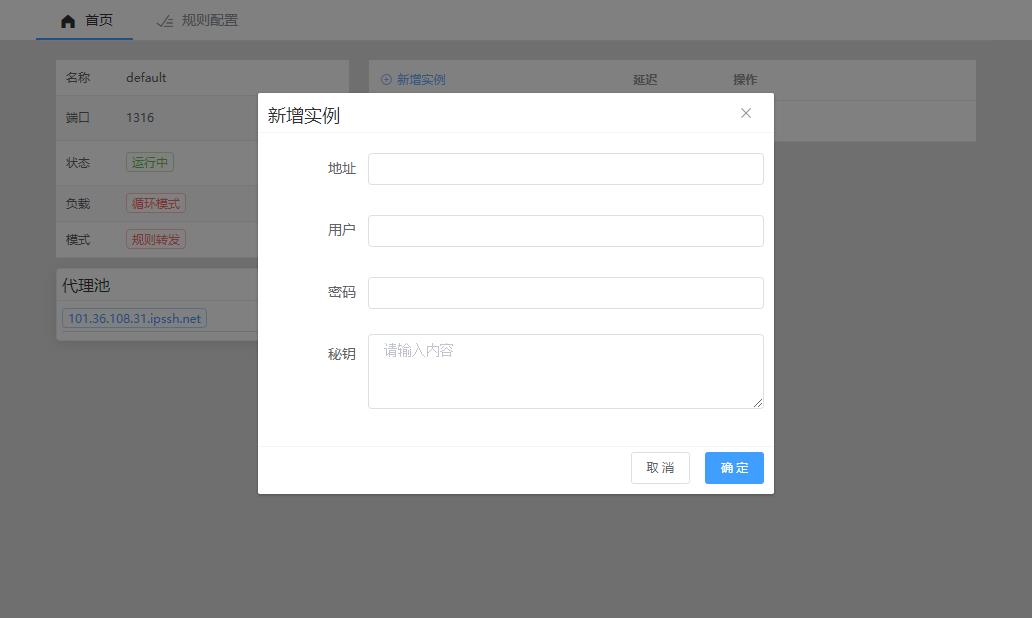 首页 规则配置
名称 default
端口 1316
状态 运行中
负载 循环模式
模式 规则转发
代理池
101.36.108.31.ipssh.net
新增实例 延迟 操作
新增实例
地址
用户
密码
秘钥 请输入内容
取消 确定